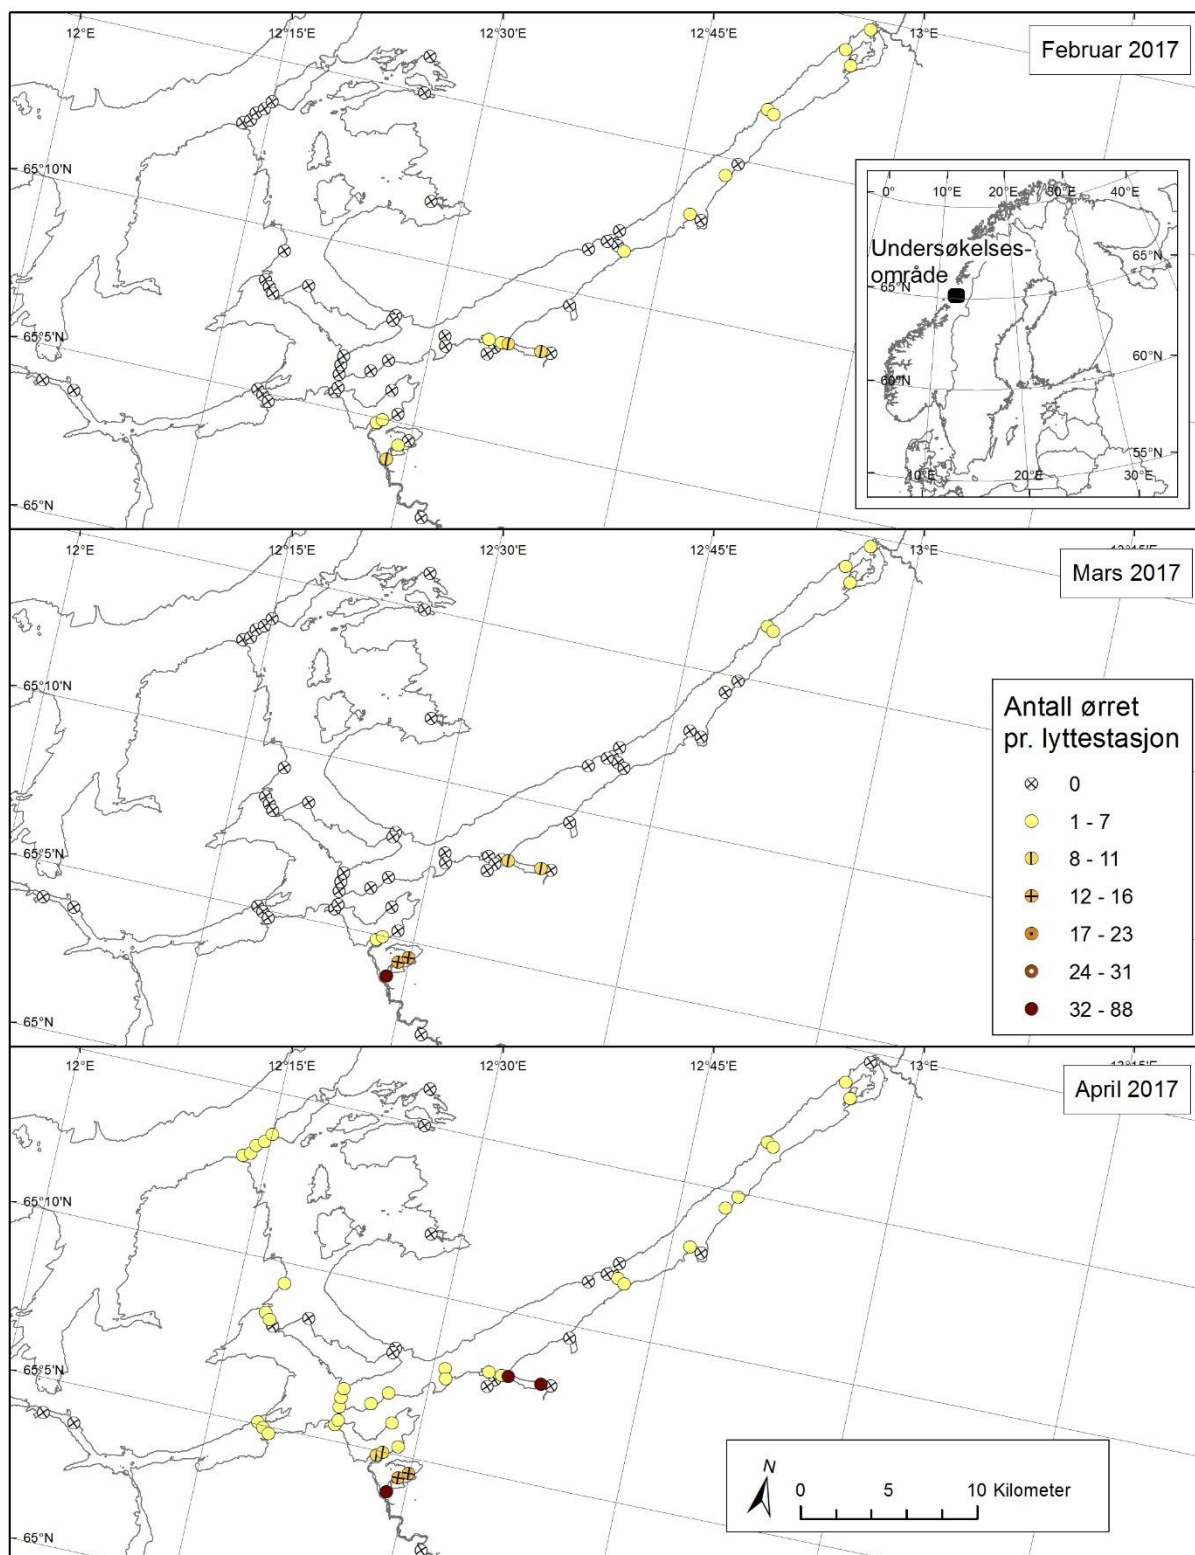 12°E
12°15'E
12°30'E
12°45'E
13°E
Februar 2017
65°10'N
65°5'N
65°N
0°
10°E
20°E
30°E
40°E
Undersøkelses-
område
65°N
65°N
60°N
60°N
55°N
10°E
20°E
30°E
12°E
12°15'E
12°30'E
12°45'E
13°E
Mars 2017
65°10'N
65°5'N
65°N
Antall ørret
pr. lyttestasjon
0
1 - 7
8 - 11
12 - 16
17 - 23
24 - 31
32 - 88
12°E
12°15'E
12°30'E
12°45'E
13°E
April 2017
65°10'N
65°5'N
65°N
N
0 5 10 Kilometer